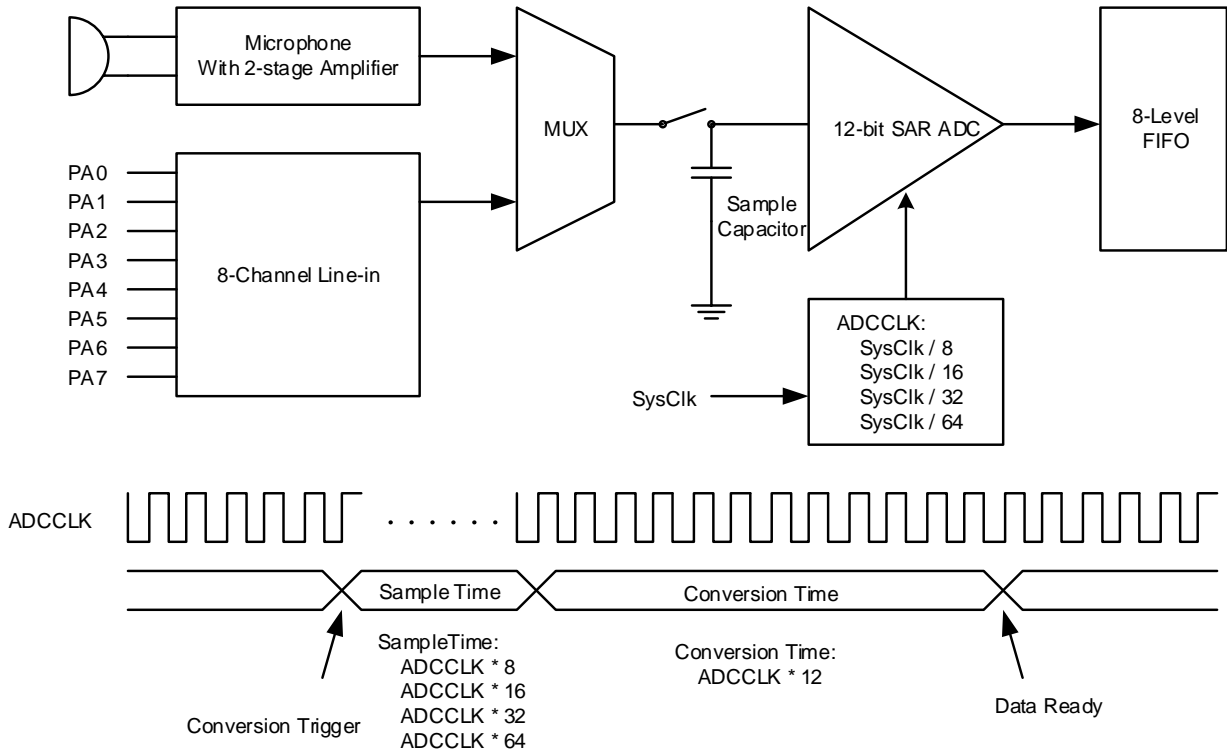 Microphone
With 2-stage Amplifier
MUX
12-bit SAR ADC
8-Level
FIFO
PA0
PA1
PA2
PA3
PA4
PA5
PA6
PA7
8-Channel Line-in
Sample
Capacitor
SysClk
ADCCLK:
SysClk / 8
SysClk / 16
SysClk / 32
SysClk / 64
ADCCLK
Sample Time
Conversion Time
SampleTime:
ADCCLK * 8
ADCCLK * 16
ADCCLK * 32
ADCCLK * 64
Conversion Time:
ADCCLK * 12
Conversion Trigger
Data Ready